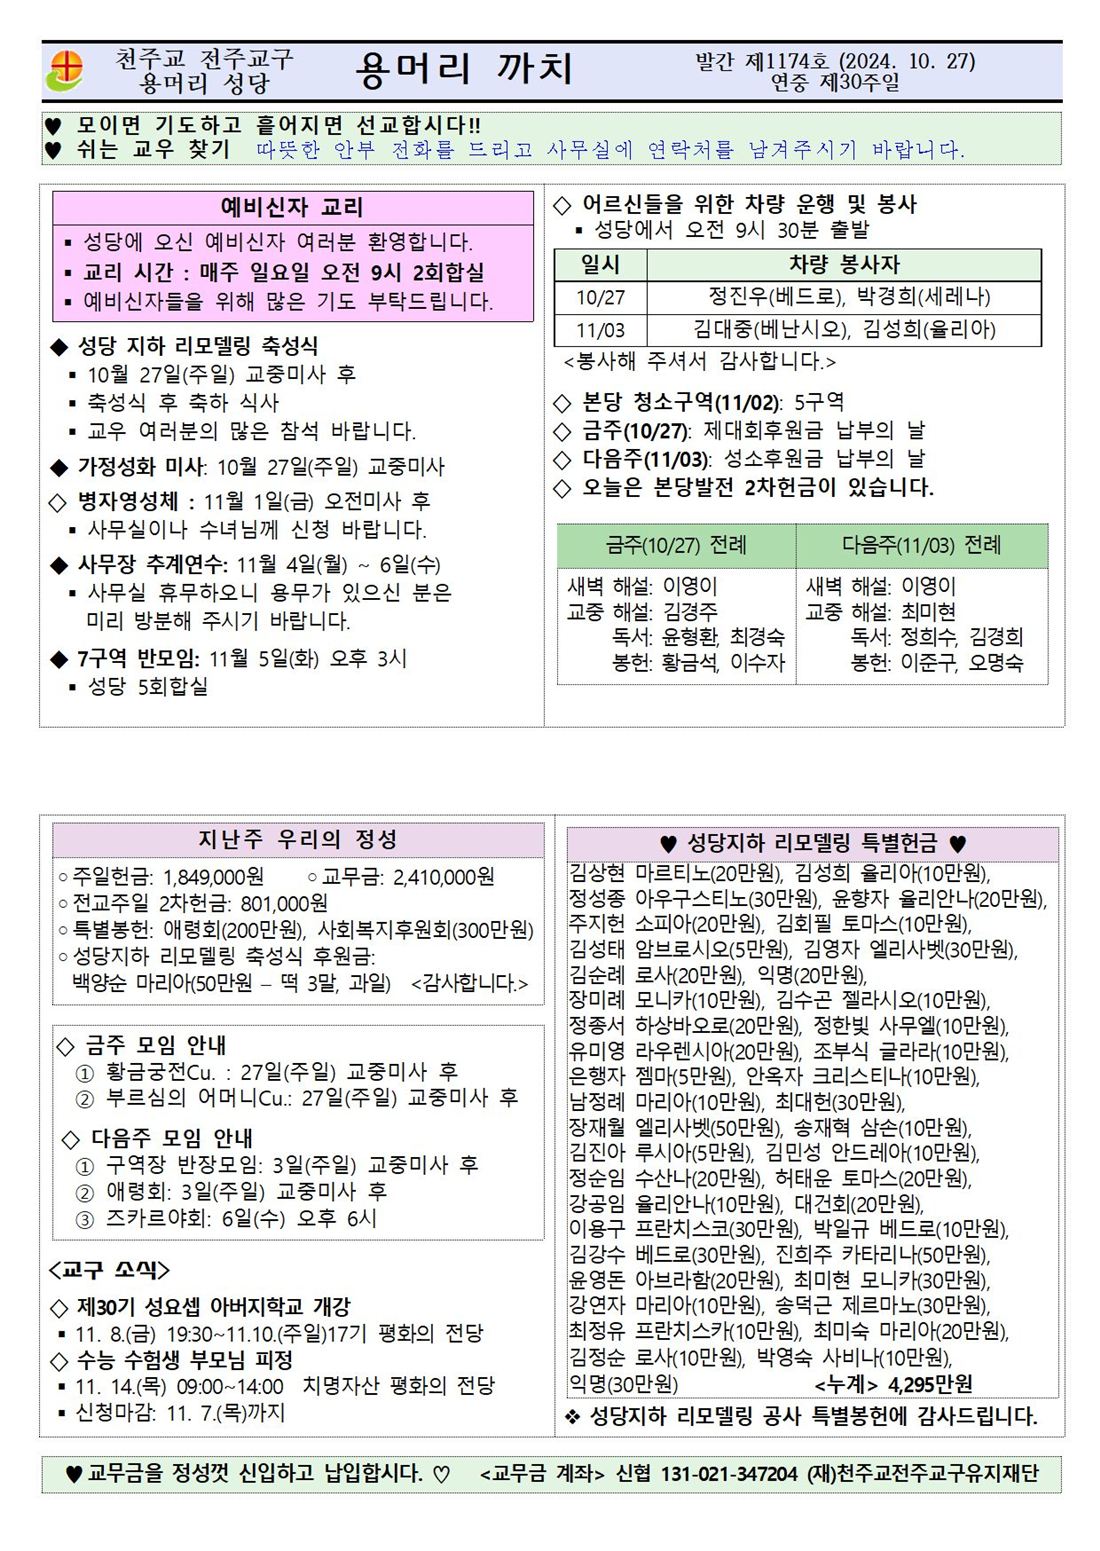 천주교 전주교구
용머리 성당
용머리 까치
발간 제1174호 (2024. 10. 27)
연중 제30주일
♥ 모이면 기도하고 흩어지면 선교합시다!!
♥ 쉬는 교우 찾기 따뜻한 안부 전화를 드리고 사무실에 연락처를 남겨주시기 바랍니다.
예비신자 교리
▪ 성당에 오신 예비신자 여러분 환영합니다.
▪ 교리 시간 : 매주 일요일 오전 9시 2회합실
▪ 예비신자들을 위해 많은 기도 부탁드립니다.
◆ 성당 지하 리모델링 축성식
▪ 10월 27일(주일) 교중미사 후
▪ 축성식 후 축하 식사
▪ 교우 여러분의 많은 참석 바랍니다.
◆ 가정성화 미사: 10월 27일(주일) 교중미사
◇ 병자영성체 : 11월 1일(금) 오전미사 후
▪ 사무실이나 수녀님께 신청 바랍니다.
◆ 사무장 추계연수: 11월 4일(월) ~ 6일(수)
▪ 사무실 휴무하오니 용무가 있으신 분은
미리 방분해 주시기 바랍니다.
◆ 7구역 반모임: 11월 5일(화) 오후 3시
▪ 성당 5회합실
◇ 어르신들을 위한 차량 운행 및 봉사
▪ 성당에서 오전 9시 30분 출발
일시 차량 봉사자
10/27 정진우(베드로), 박경희(세레나)
11/03 김대중(베난시오), 김성희(율리아)
<봉사해 주셔서 감사합니다.>
◇ 본당 청소구역(11/02): 5구역
◇ 금주(10/27): 제대회후원금 납부의 날
◇ 다음주(11/03): 성소후원금 납부의 날
◇ 오늘은 본당발전 2차헌금이 있습니다.
금주(10/27) 전례 다음주(11/03) 전례
새벽 해설: 이영이 새벽 해설: 이영이
교중 해설: 김경주 교중 해설: 최미현
독서: 윤형환, 최경숙 독서: 정희수, 김경희
봉헌: 황금석, 이수자 봉헌: 이준구, 오명숙
지난주 우리의 정성
○ 주일헌금: 1,849,000원 ○ 교무금: 2,410,000원
○ 전교주일 2차헌금: 801,000원
○ 특별봉헌: 애령회(200만원), 사회복지후원회(300만원)
○ 성당지하 리모델링 축성식 후원금:
백양순 마리아(50만원 – 떡 3말, 과일) <감사합니다.>
◇ 금주 모임 안내
① 황금궁전Cu. : 27일(주일) 교중미사 후
② 부르심의 어머니Cu.: 27일(주일) 교중미사 후
◇ 다음주 모임 안내
① 구역장 반장모임: 3일(주일) 교중미사 후
② 애령회: 3일(주일) 교중미사 후
③ 즈카르야회: 6일(수) 오후 6시
<교구 소식>
◇ 제30기 성요셉 아버지학교 개강
▪ 11. 8.(금) 19:30~11.10.(주일)17기 평화의 전당
◇ 수능 수험생 부모님 피정
▪ 11. 14.(목) 09:00~14:00 치명자산 평화의 전당
▪ 신청마감: 11. 7.(목)까지
♥ 성당지하 리모델링 특별헌금 ♥
김상현 마르티노(20만원), 김성희 율리아(10만원),
정성종 아우구스티노(30만원), 윤향자 율리안나(20만원),
주지헌 소피아(20만원), 김회필 토마스(10만원),
김성태 암브로시오(5만원), 김영자 엘리사벳(30만원),
김순례 로사(20만원), 익명(20만원),
장미례 모니카(10만원), 김수곤 젤라시오(10만원),
정종서 하상바오로(20만원), 정한빛 사무엘(10만원),
유미영 라우렌시아(20만원), 조부식 글라라(10만원),
은행자 젬마(5만원), 안옥자 크리스티나(10만원),
남정례 마리아(10만원), 최대헌(30만원),
장재월 엘리사벳(50만원), 송재혁 삼손(10만원),
김진아 루시아(5만원), 김민성 안드레아(10만원),
정순임 수산나(20만원), 허태운 토마스(20만원),
강공임 율리안나(10만원), 대건회(20만원),
이용구 프란치스코(30만원), 박일규 베드로(10만원),
김강수 베드로(30만원), 진희주 카타리나(50만원),
윤영돈 아브라함(20만원), 최미현 모니카(30만원),
강연자 마리아(10만원), 송덕근 제르마노(30만원),
최정유 프란치스카(10만원), 최미숙 마리아(20만원),
김정순 로사(10만원), 박영숙 사비나(10만원),
익명(30만원) <누계> 4,295만원
❖ 성당지하 리모델링 공사 특별봉헌에 감사드립니다.
♥ 교무금을 정성껏 신입하고 납입합시다. ♡ <교무금 계좌> 신협 131-021-347204 (재)천주교전주교구유지재단